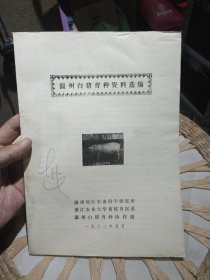 温州白猪育种资料选编
温州地区农业科学研究所
浙江农业大学畜牧兽医系
温州白猪育种协作组
一九八二年五月